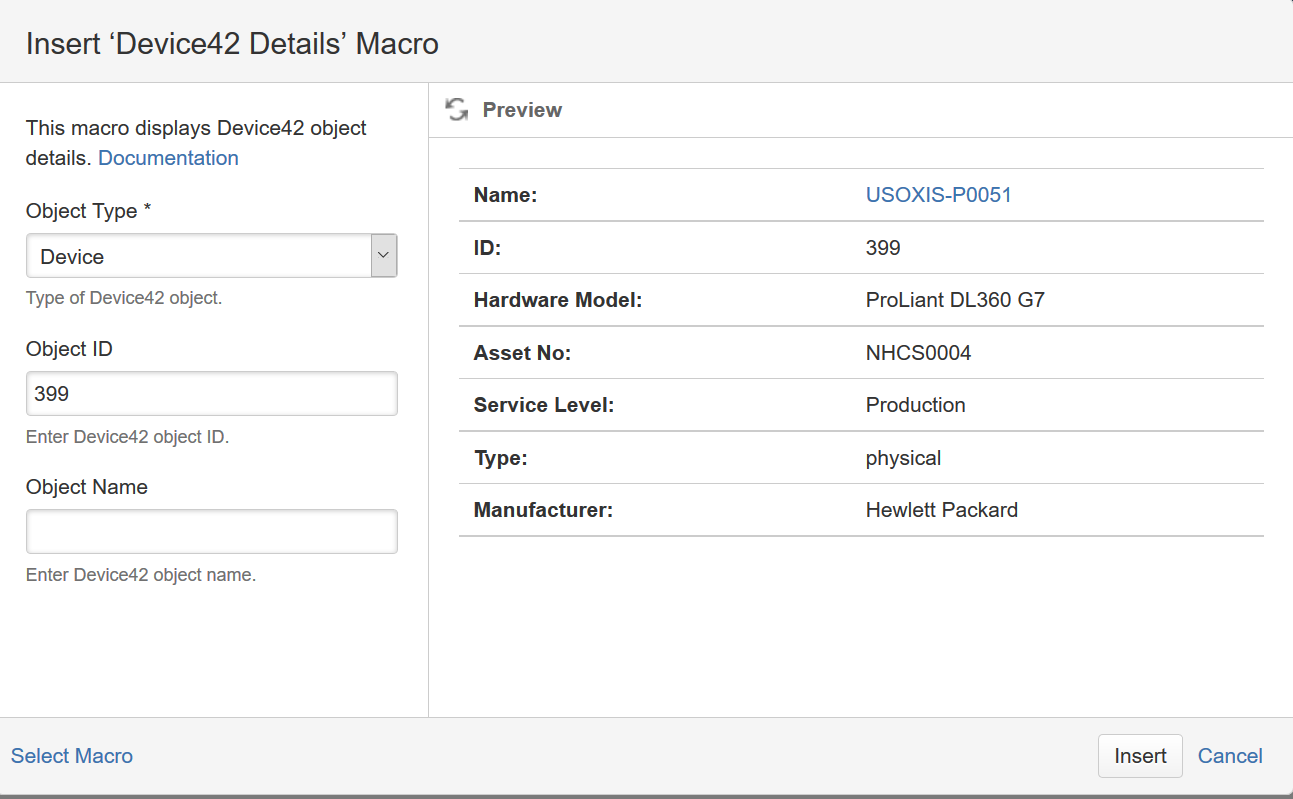 Insert ‘Device42 Details’ Macro
This macro displays Device42 object
details. Documentation
Object Type *
Device
Type of Device42 object.
Object ID
399
Enter Device42 object ID.
Object Name
Enter Device42 object name.
Preview
Name: USOXIS-P0051
ID: 399
Hardware Model: ProLiant DL360 G7
Asset No: NHCS0004
Service Level: Production
Type: physical
Manufacturer: Hewlett Packard
Select Macro
Insert Cancel